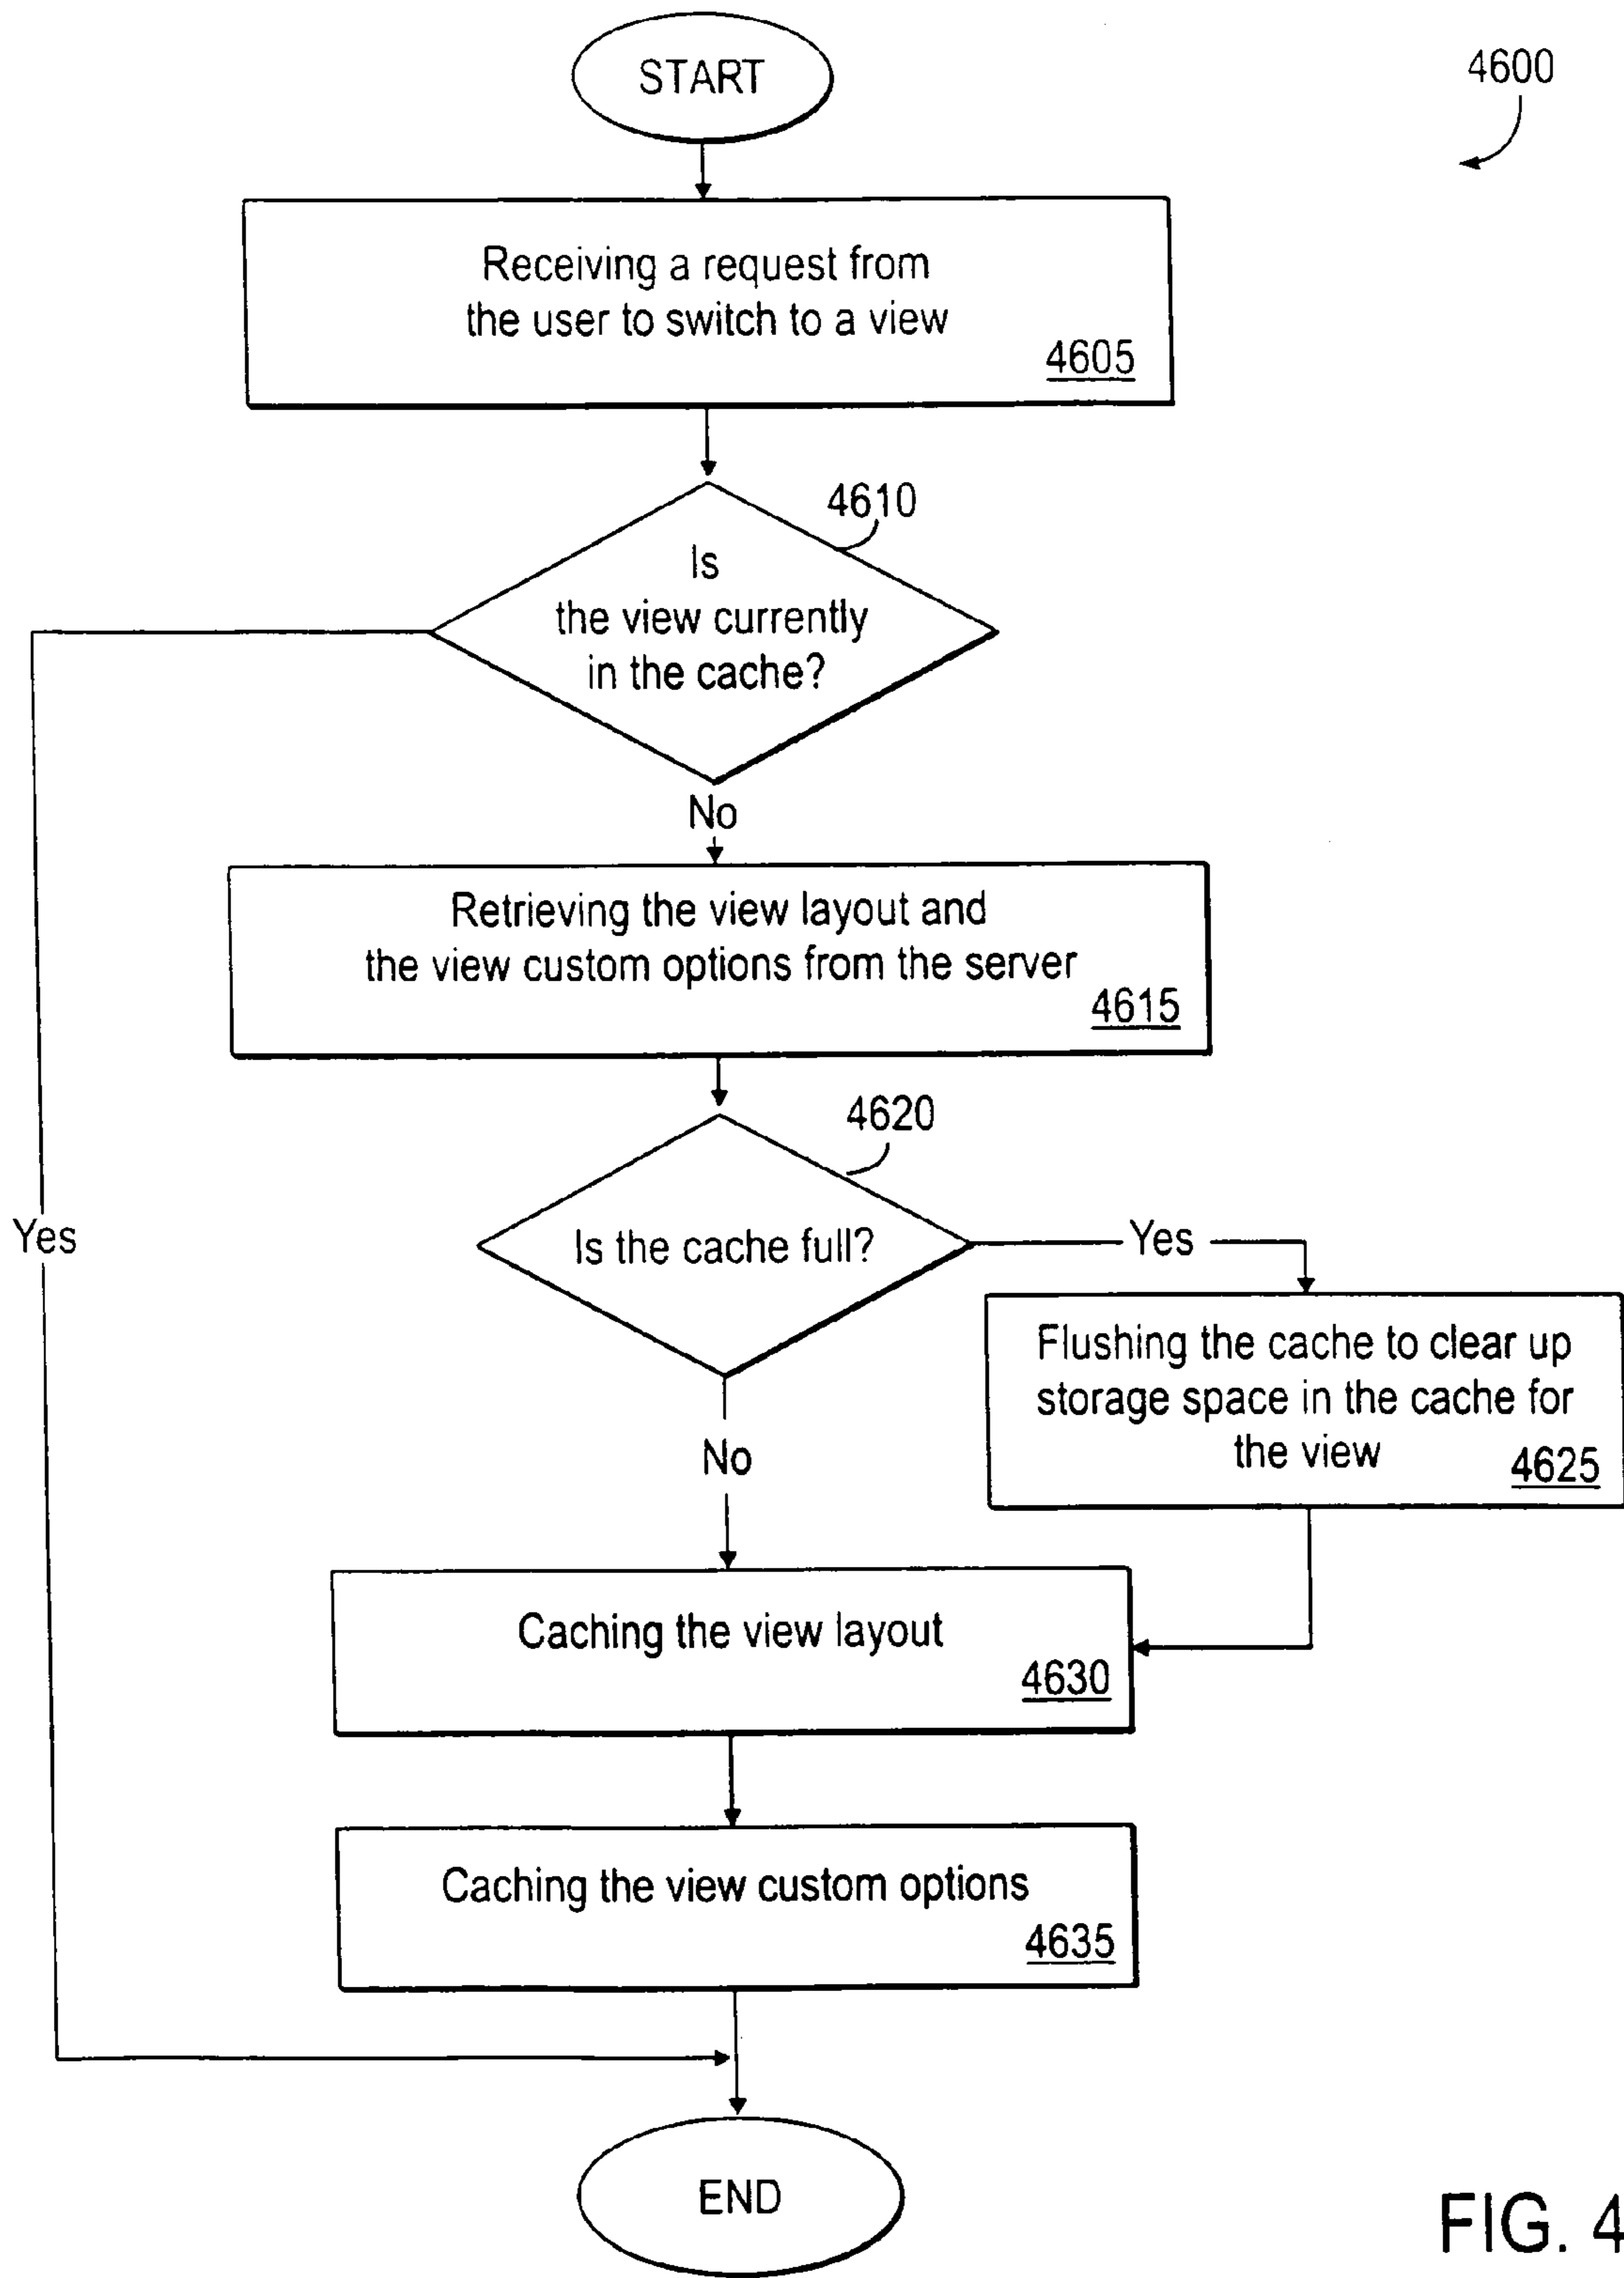 START
4600
Receiving a request from
the user to switch to a view
4605
4610
Is
the view currently
in the cache?
No
Retrieving the view layout and
the view custom options from the server
4615
4620
Yes
Is the cache full?
Yes
Flushing the cache to clear up
storage space in the cache for
the view
4625
No
Caching the view layout
4630
Caching the view custom options
4635
END
FIG. 4